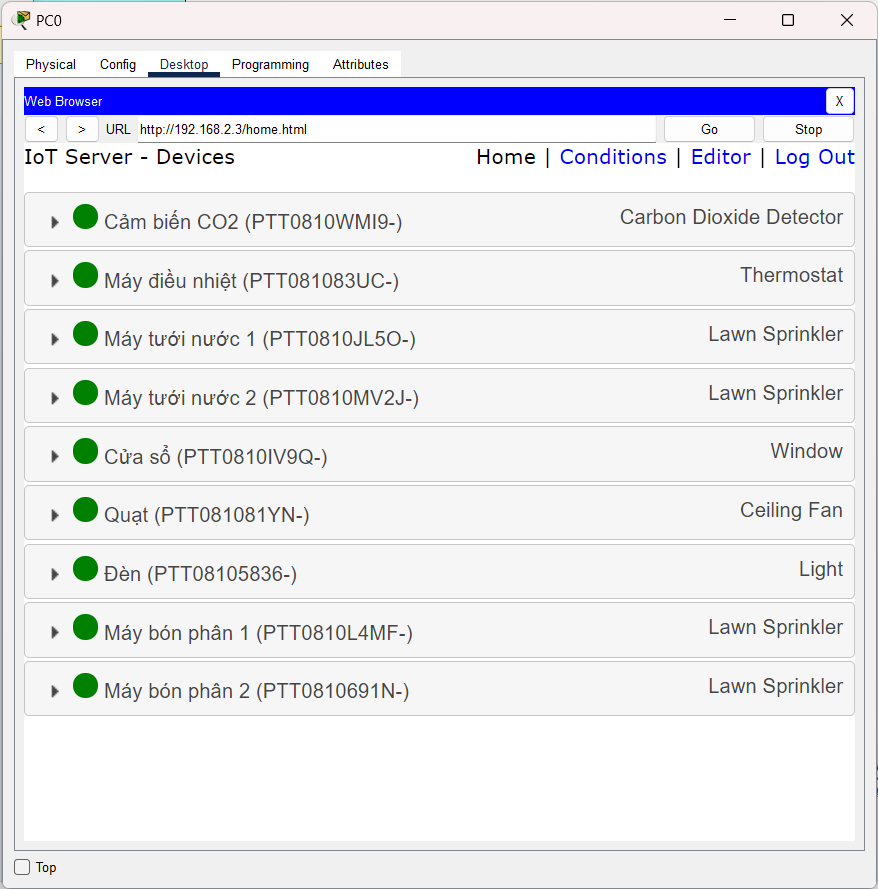 PC0
Physical Config Desktop Programming Attributes
Web Browser X
< > URL http://192.168.2.3/home.html Go Stop
IoT Server - Devices Home | Conditions | Editor | Log Out
Cảm biến CO2 (PTT0810WMI9-) Carbon Dioxide Detector
Máy điều nhiệt (PTT081083UC-) Thermostat
Máy tưới nước 1 (PTT0810JL5O-) Lawn Sprinkler
Máy tưới nước 2 (PTT0810MV2J-) Lawn Sprinkler
Cửa sổ (PTT0810IV9Q-) Window
Quạt (PTT081081YN-) Ceiling Fan
Đèn (PTT08105836-) Light
Máy bón phân 1 (PTT0810L4MF-) Lawn Sprinkler
Máy bón phân 2 (PTT0810691N-) Lawn Sprinkler
Top